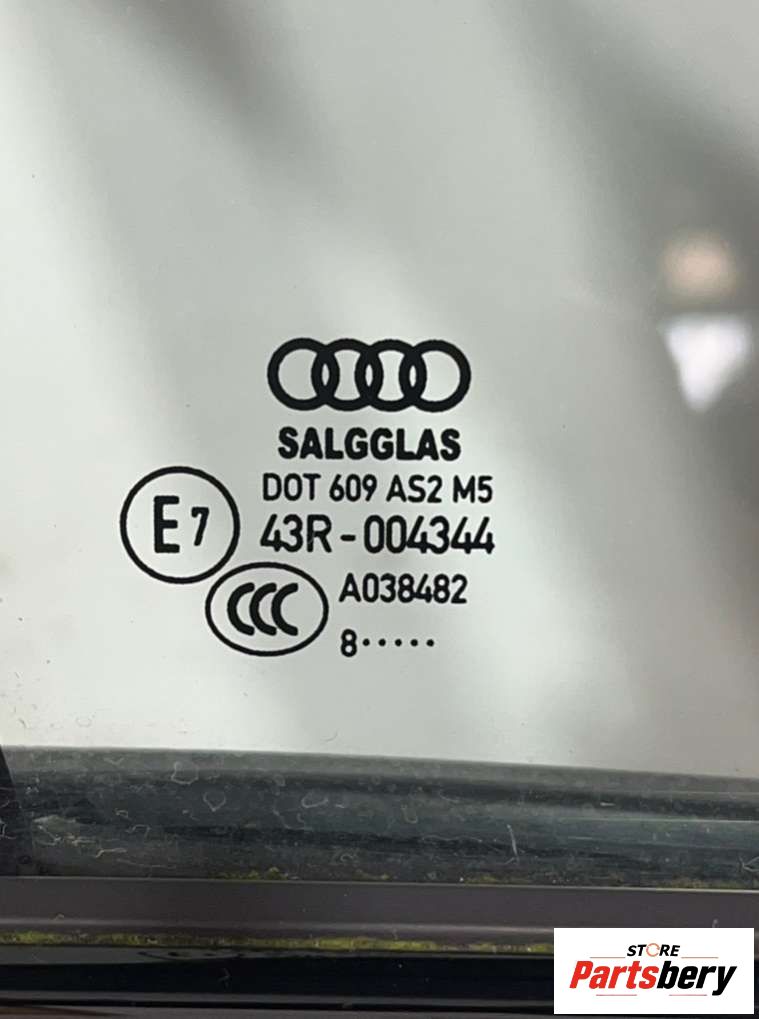 SALGGLAS
DOT 609 AS2 M5
E7
43R-004344
CCC
A038482
8·····
STORE
Partsbery